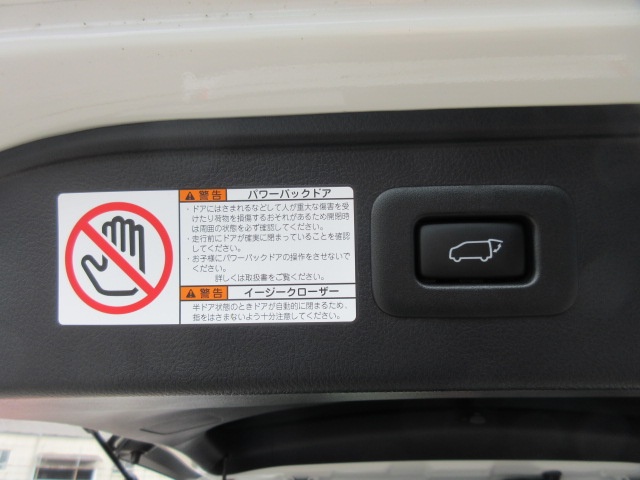 警告 パワーバックドア
・ドアにはさまれるなどして人が重大な傷害を受
けたり荷物を損傷するおそれがあるため開閉時
は周囲の状態を必ず確認してください。
・走行前にドアが確実に閉まっていることを確認
してください。
・お子様にパワーバックドアの操作をさせないで
ください。
詳しくは取扱書をご覧ください。
警告 イージークローザー
半ドア状態のときドアが自動的に閉まるため、
指をはさまないよう十分注意してください。